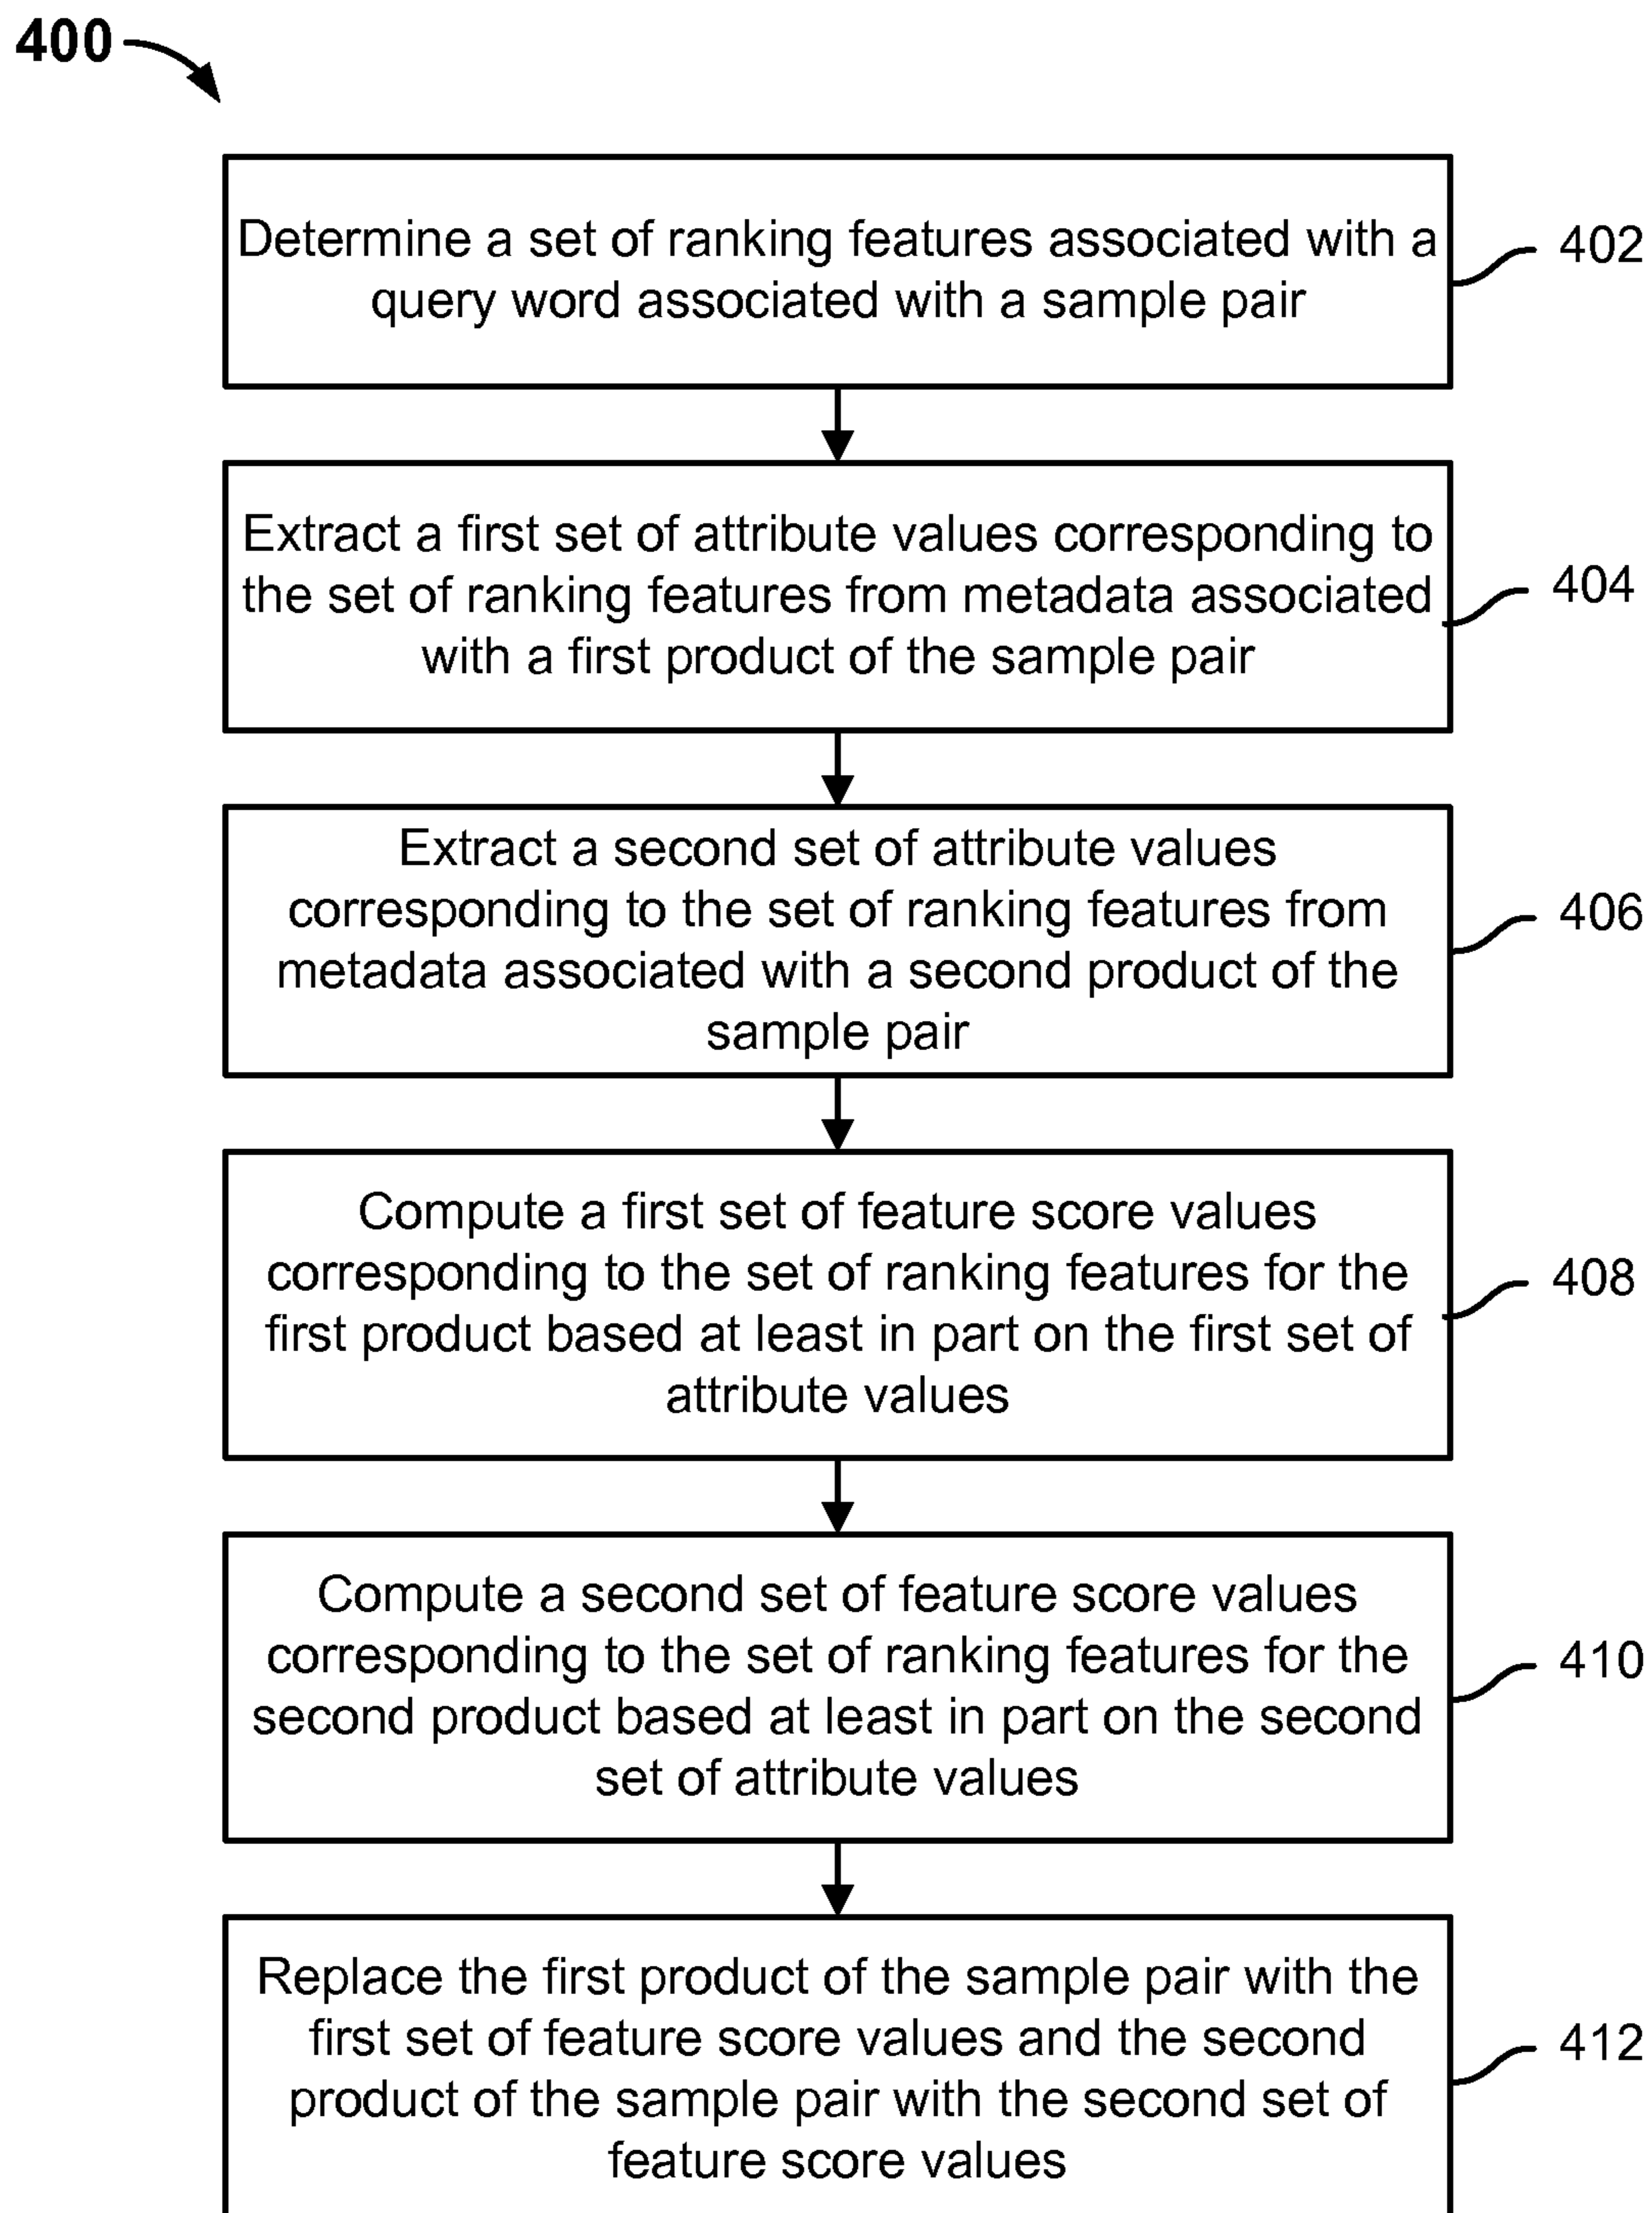 400
Determine a set of ranking features associated with a
query word associated with a sample pair
402
Extract a first set of attribute values corresponding to
the set of ranking features from metadata associated
with a first product of the sample pair
404
Extract a second set of attribute values
corresponding to the set of ranking features from
metadata associated with a second product of the
sample pair
406
Compute a first set of feature score values
corresponding to the set of ranking features for the
first product based at least in part on the first set of
attribute values
408
Compute a second set of feature score values
corresponding to the set of ranking features for the
second product based at least in part on the second
set of attribute values
410
Replace the first product of the sample pair with the
first set of feature score values and the second
product of the sample pair with the second set of
feature score values
412